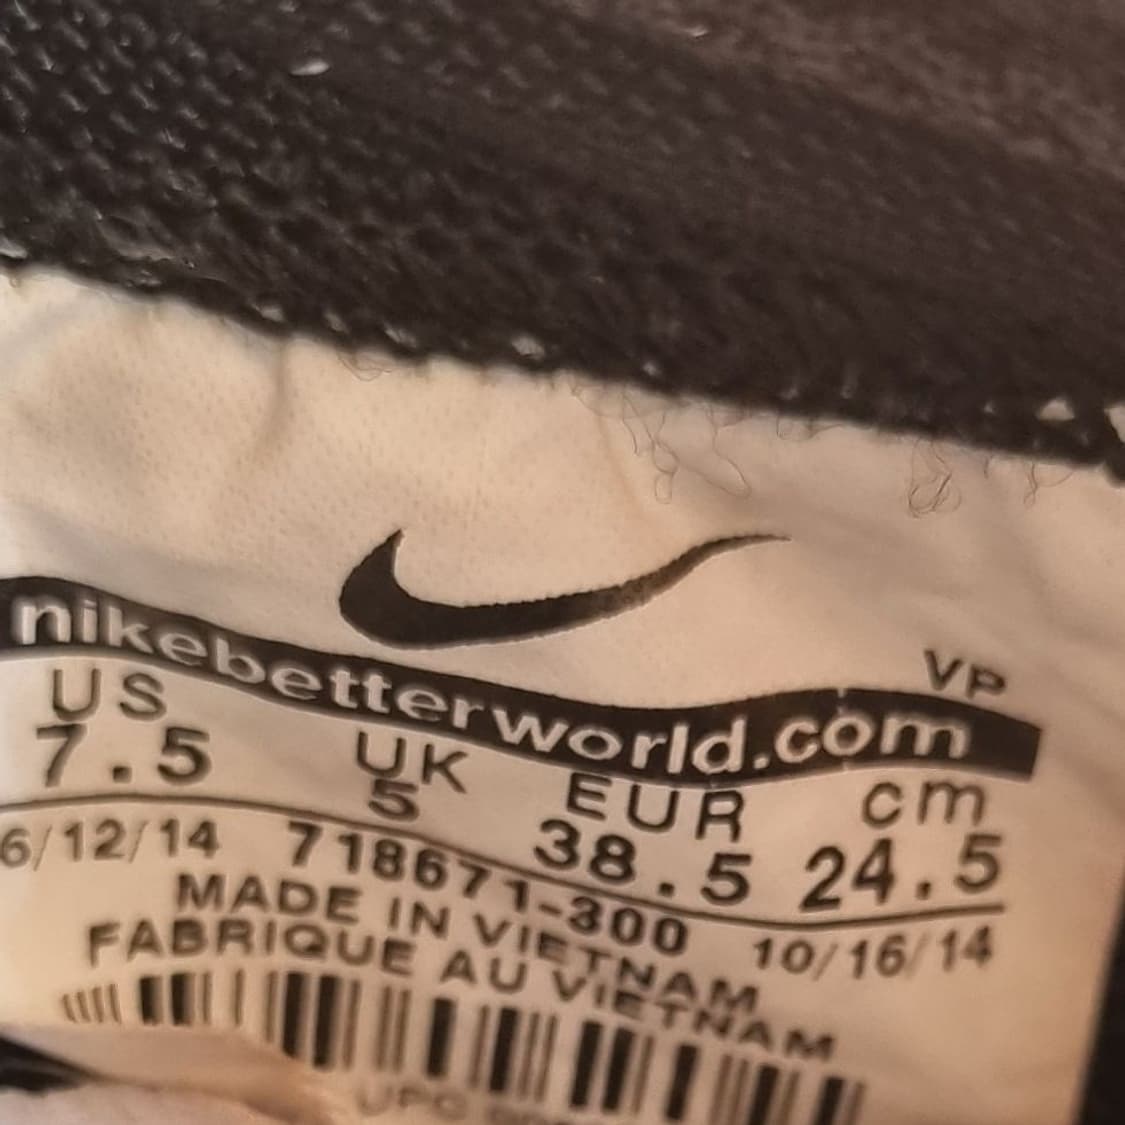 nikebetterworld.com
VP
US UK EUR cm
7.5 5 38.5 24.5
6/12/14 718671-300 10/16/14
MADE IN VIETNAM
FABRIQUE AU VIETNAM
UPC